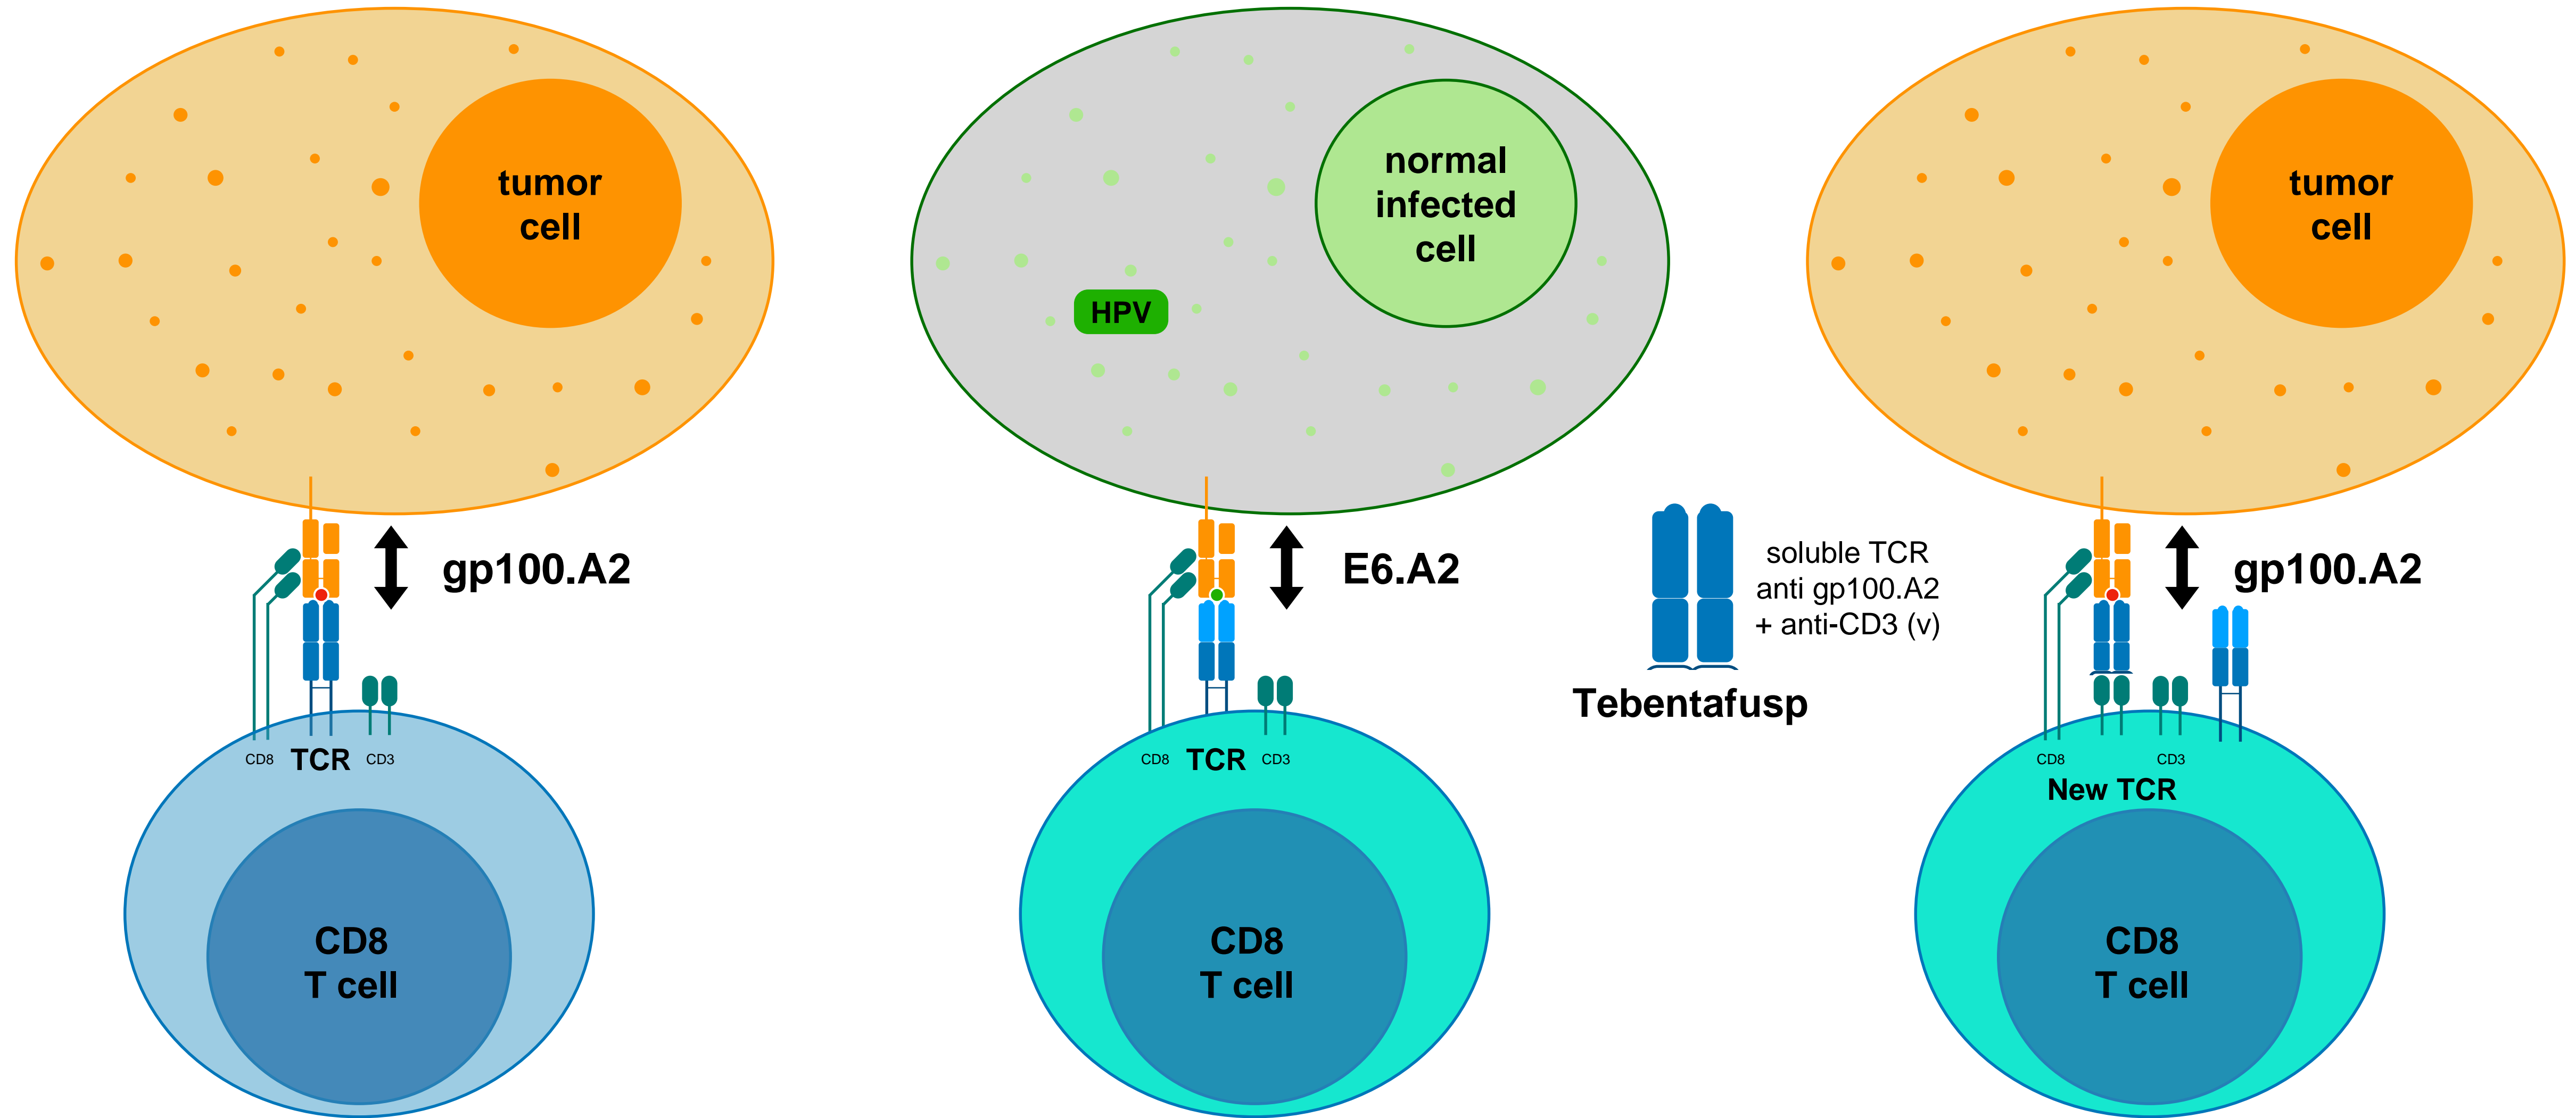 tumor
cell
gp100.A2
CD8
TCR
CD3
CD8
T cell
normal
infected
cell
HPV
E6.A2
CD8
TCR
CD3
CD8
T cell
soluble TCR
anti gp100.A2
+ anti-CD3 (v)
Tebentafusp
tumor
cell
gp100.A2
CD8
CD3
New TCR
CD8
T cell